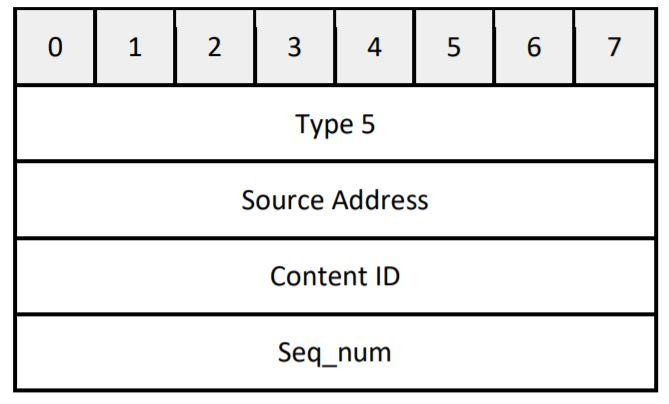 0 1 2 3 4 5 6 7
Type 5
Source Address
Content ID
Seq_num